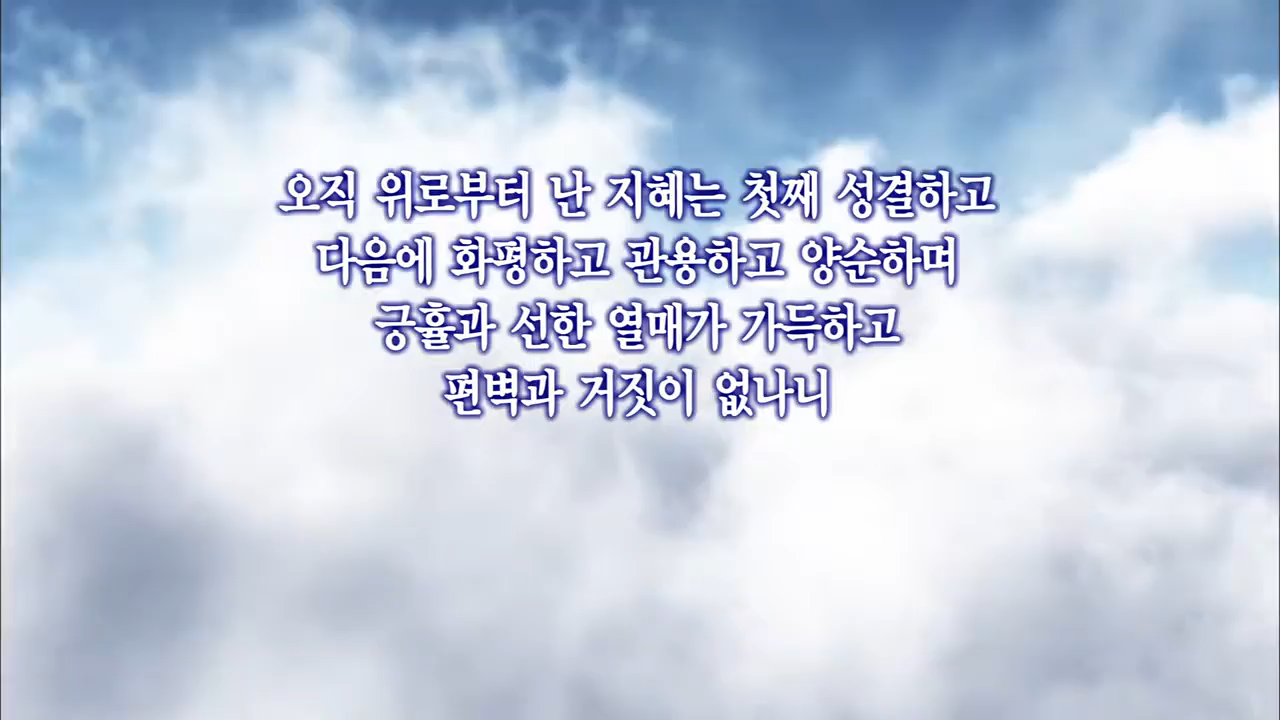 오직 위로부터 난 지혜는 첫째 성결하고
다음에 화평하고 관용하고 양순하며
긍휼과 선한 열매가 가득하고
편벽과 거짓이 없나니